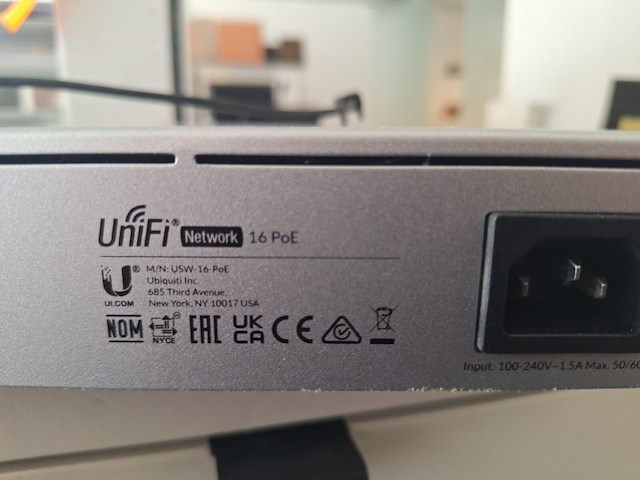 UniFi® Network 16 PoE
U®
UI.COM
M/N: USW-16-PoE
Ubiquiti Inc.
685 Third Avenue,
New York, NY 10017 USA
NOM NYCE EAC UK CA CE
Input: 100-240V~1.5A Max. 50/60